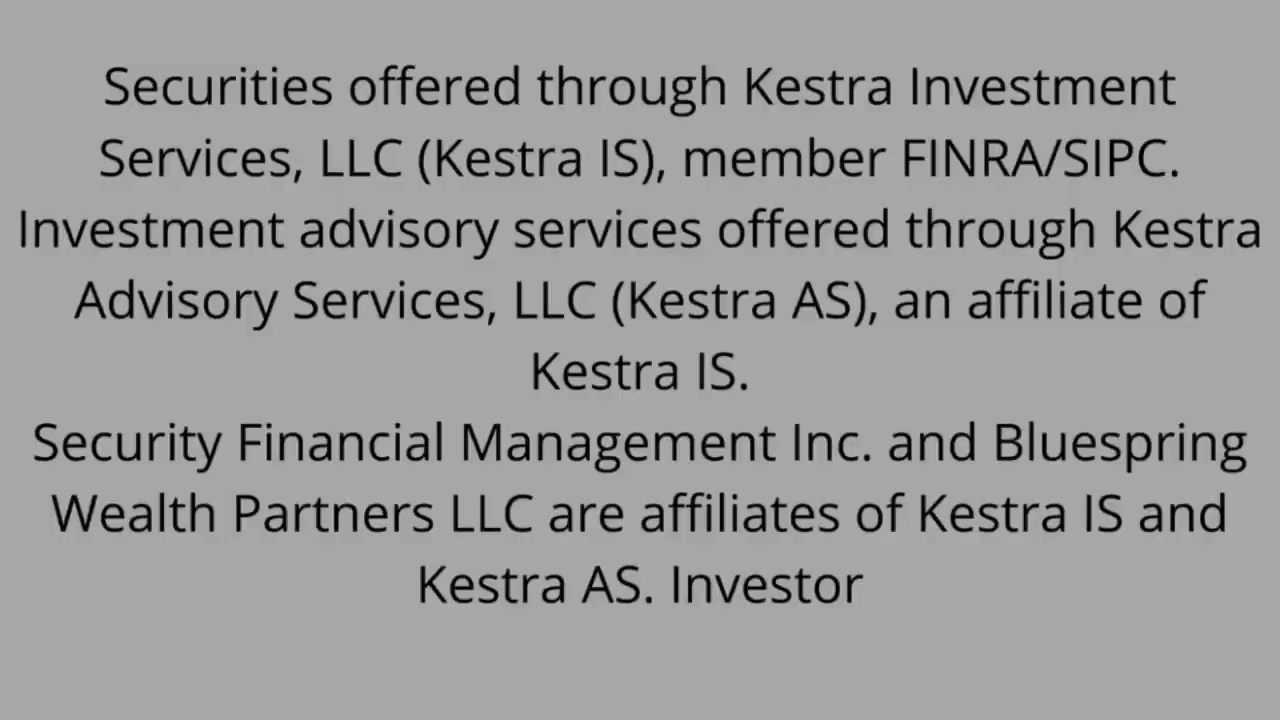 Securities offered through Kestra Investment
Services, LLC (Kestra IS), member FINRA/SIPC.
Investment advisory services offered through Kestra
Advisory Services, LLC (Kestra AS), an affiliate of
Kestra IS.
Security Financial Management Inc. and Bluespring
Wealth Partners LLC are affiliates of Kestra IS and
Kestra AS. Investor